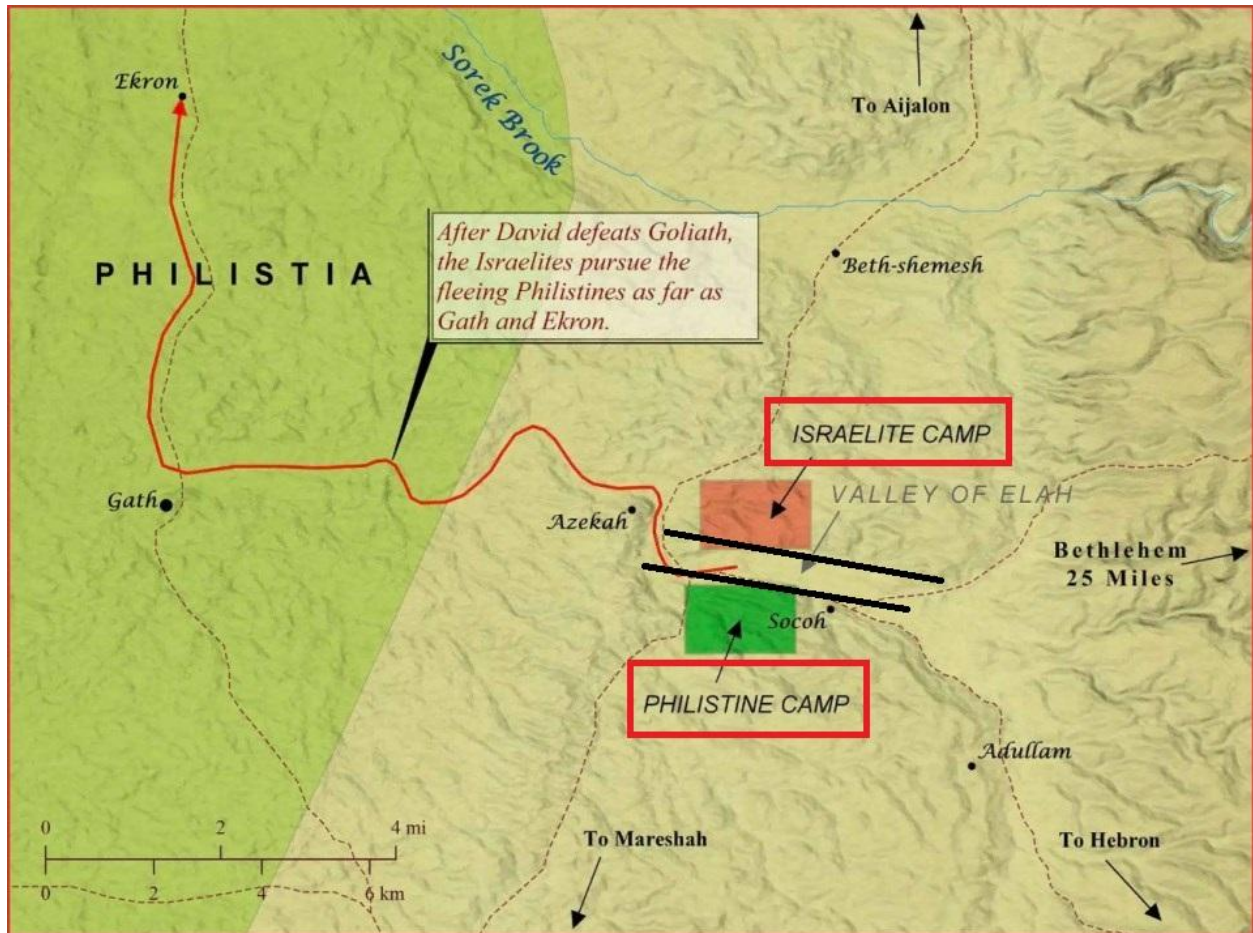 Ekron
Sorek Brook
To Aijalon
After David defeats Goliath,
the Israelites pursue the
fleeing Philistines as far as
Gath and Ekron.
PHILISTIA
Beth-shemesh
ISRAELITE CAMP
VALLEY OF ELAH
Gath
Azekah
Bethlehem
25 Miles
Socoh
PHILISTINE CAMP
Adullam
0 2 4 mi
To Mareshah
To Hebron
0 2 4 6 km